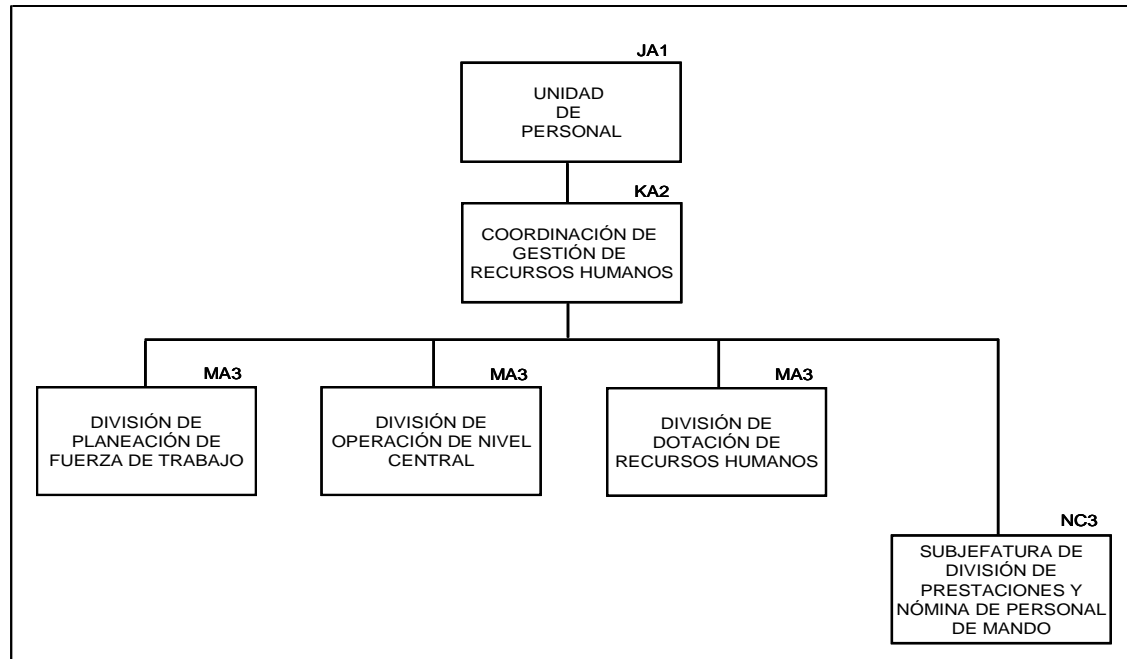 JA1
UNIDAD
DE
PERSONAL
KA2
COORDINACIÓN DE
GESTIÓN DE
RECURSOS HUMANOS
MA3
DIVISIÓN DE
PLANEACIÓN DE
FUERZA DE TRABAJO
MA3
DIVISIÓN DE
OPERACIÓN DE NIVEL
CENTRAL
MA3
DIVISIÓN DE
DOTACIÓN DE
RECURSOS HUMANOS
NC3
SUBJEFATURA DE
DIVISIÓN DE
PRESTACIONES Y
NÓMINA DE PERSONAL
DE MANDO